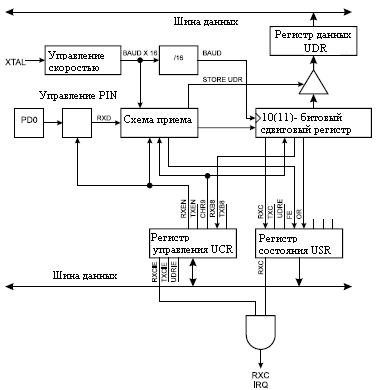 Шина данных
Регистр данных
UDR
XTAL
Управление
скоростью
BAUD X 16
/16
BAUD
STORE UDR
Управление PIN
PD0
RXD
Схема приема
10(11)- битовый
сдвиговый регистр
RXEN
TXEN
CHR9
RXB8
TXB8
RXC
TXC
UDRE
FE
OR
Регистр
управления UCR
Регистр
состояния USR
RXCIE
TXCIE
UDRIE
RXC
Шина данных
RXC
IRQ